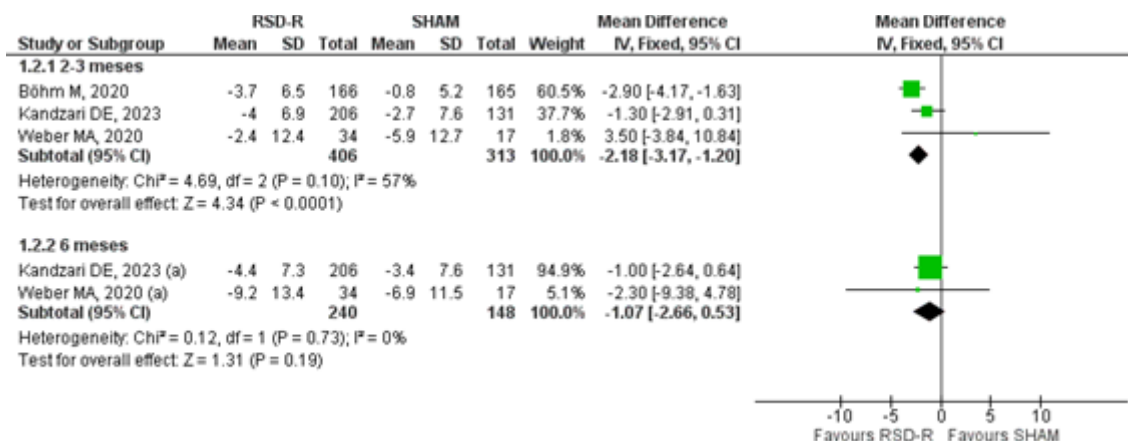 RSD-R SHAM Mean Difference Mean Difference
Study or Subgroup Mean SD Total Mean SD Total Weight IV, Fixed, 95% CI IV, Fixed, 95% CI
1.2.1 2-3 meses
Böhm M, 2020 -3.7 6.5 166 -0.8 5.2 165 60.5% -2.90 [-4.17, -1.63]
Kandzari DE, 2023 -4 6.9 206 -2.7 7.6 131 37.7% -1.30 [-2.91, 0.31]
Weber MA, 2020 -2.4 12.4 34 -5.9 12.7 17 1.8% 3.50 [-3.84, 10.84]
Subtotal (95% CI) 406 313 100.0% -2.18 [-3.17, -1.20]
Heterogeneity: Chi² = 4.69, df = 2 (P = 0.10); I² = 57%
Test for overall effect: Z = 4.34 (P < 0.0001)
1.2.2 6 meses
Kandzari DE, 2023 (a) -4.4 7.3 206 -3.4 7.6 131 94.9% -1.00 [-2.64, 0.64]
Weber MA, 2020 (a) -9.2 13.4 34 -6.9 11.5 17 5.1% -2.30 [-9.38, 4.78]
Subtotal (95% CI) 240 148 100.0% -1.07 [-2.66, 0.53]
Heterogeneity: Chi² = 0.12, df = 1 (P = 0.73); I² = 0%
Test for overall effect: Z = 1.31 (P = 0.19)
-10 -5 0 5 10
Favours RSD-R Favours SHAM